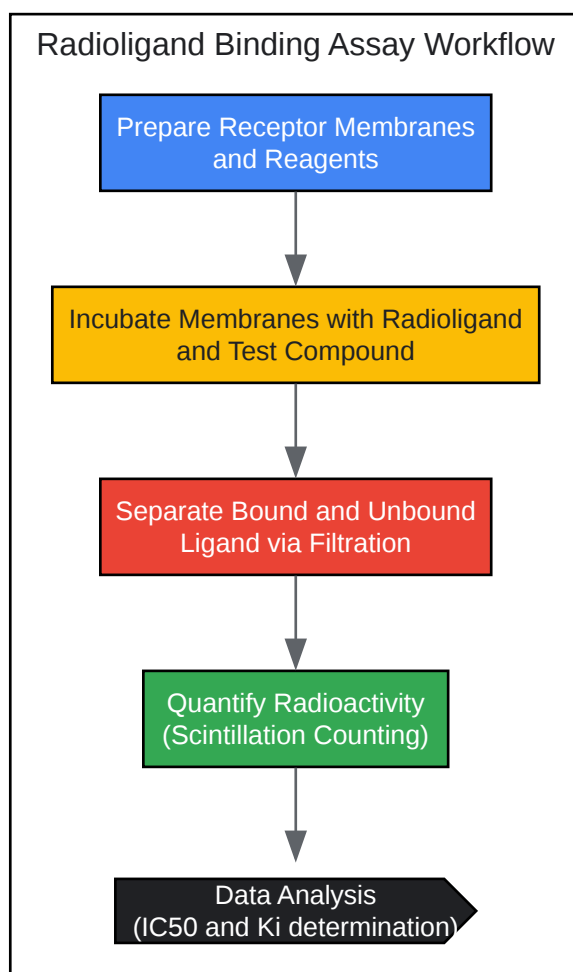 Radioligand Binding Assay Workflow
Prepare Receptor Membranes
and Reagents
Incubate Membranes with Radioligand
and Test Compound
Separate Bound and Unbound
Ligand via Filtration
Quantify Radioactivity
(Scintillation Counting)
Data Analysis
(IC50 and Ki determination)